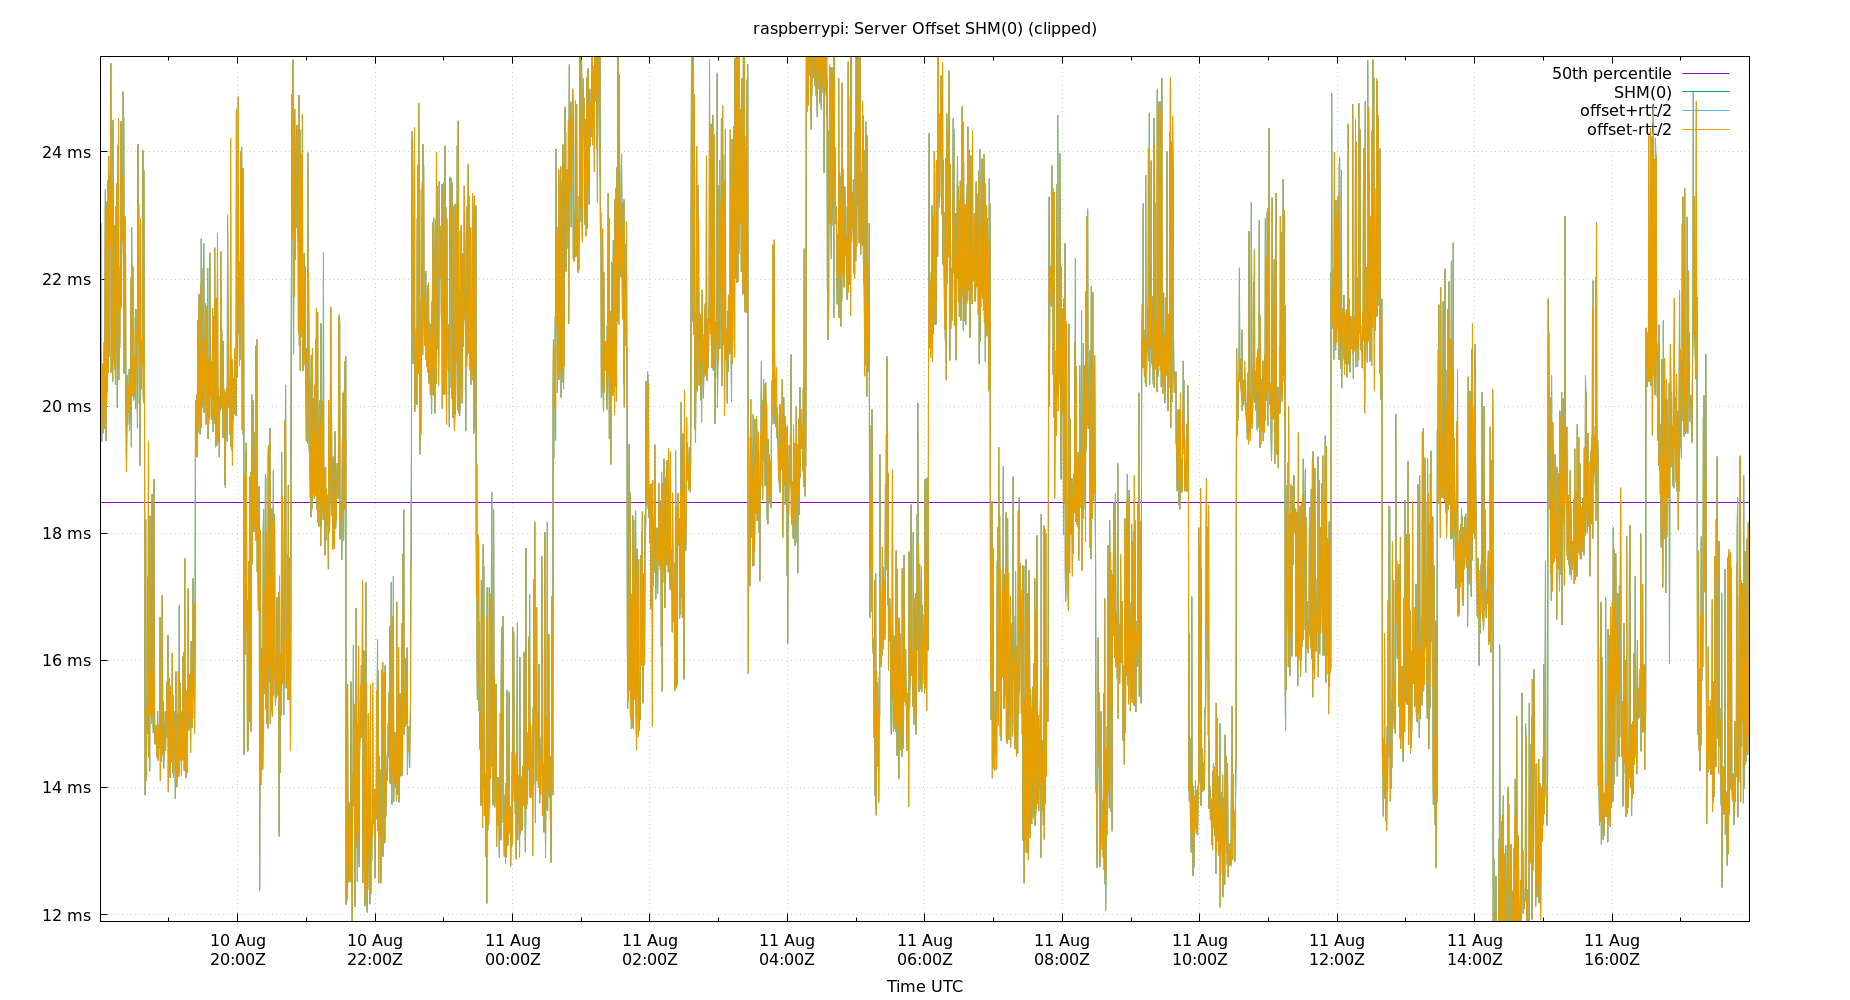 raspberrypi: Server Offset SHM(0) (clipped)
50th percentile
SHM(0)
offset+rtt/2
offset-rtt/2
24 ms
22 ms
20 ms
18 ms
16 ms
14 ms
12 ms
10 Aug 10 Aug 11 Aug 11 Aug 11 Aug 11 Aug 11 Aug 11 Aug 11 Aug 11 Aug 11 Aug
20:00Z 22:00Z 00:00Z 02:00Z 04:00Z 06:00Z 08:00Z 10:00Z 12:00Z 14:00Z 16:00Z
Time UTC